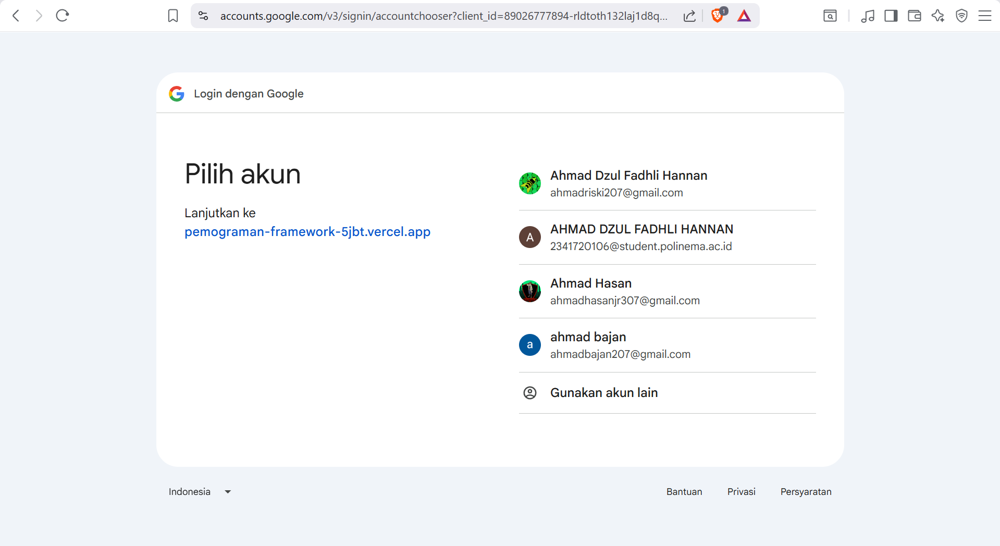 accounts.google.com/v3/signin/accountchooser?client_id=89026777894-rldtoth132laj1d8q...
1
Login dengan Google
Pilih akun
Lanjutkan ke
pemograman-framework-5jbt.vercel.app
Ahmad Dzul Fadhli Hannan
ahmadriski207@gmail.com
A
AHMAD DZUL FADHLI HANNAN
2341720106@student.polinema.ac.id
Ahmad Hasan
ahmadhasanjr307@gmail.com
a
ahmad bajan
ahmadbajan207@gmail.com
Gunakan akun lain
Indonesia
Bantuan Privasi Persyaratan